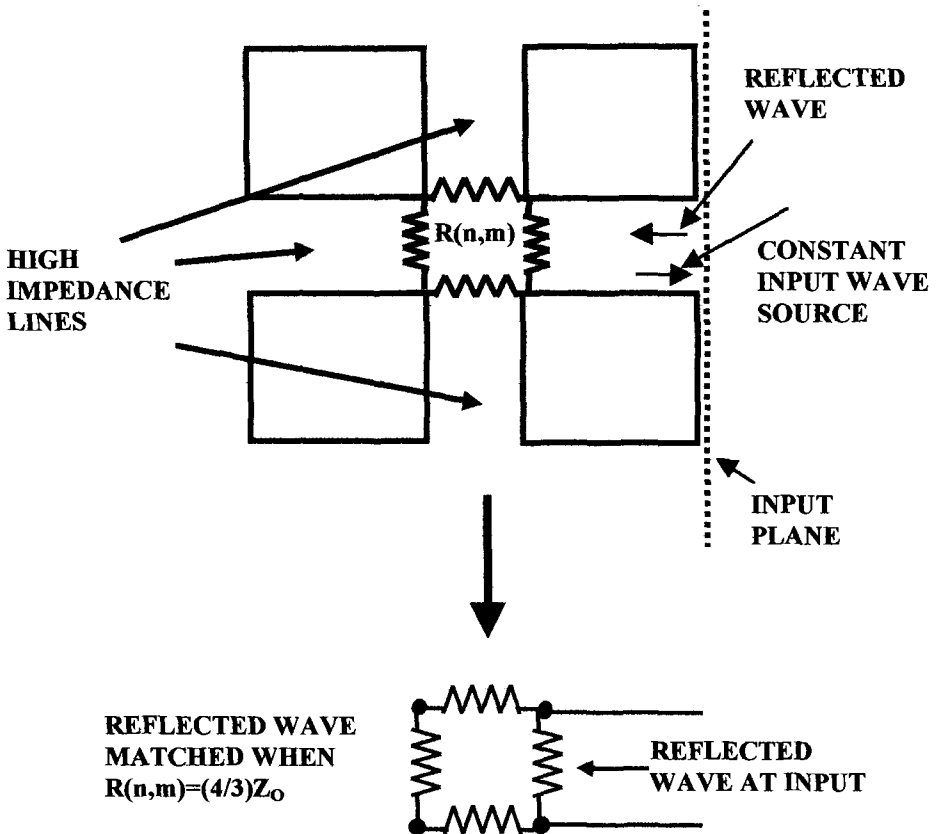 REFLECTED
WAVE
R(n,m)
HIGH
IMPEDANCE
LINES
CONSTANT
INPUT WAVE
SOURCE
INPUT
PLANE
REFLECTED WAVE
MATCHED WHEN
R(n,m)=(4/3)Z₀
REFLECTED
WAVE AT INPUT